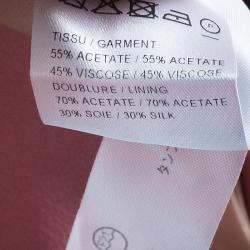 TISSU / GARMENT
55% ACETATE / 55% ACETATE
45% VISCOSE / 45% VISCOSE
DOUBLURE / LINING
70% ACETATE / 70% ACETATE
30% SOIE / 30% SILK